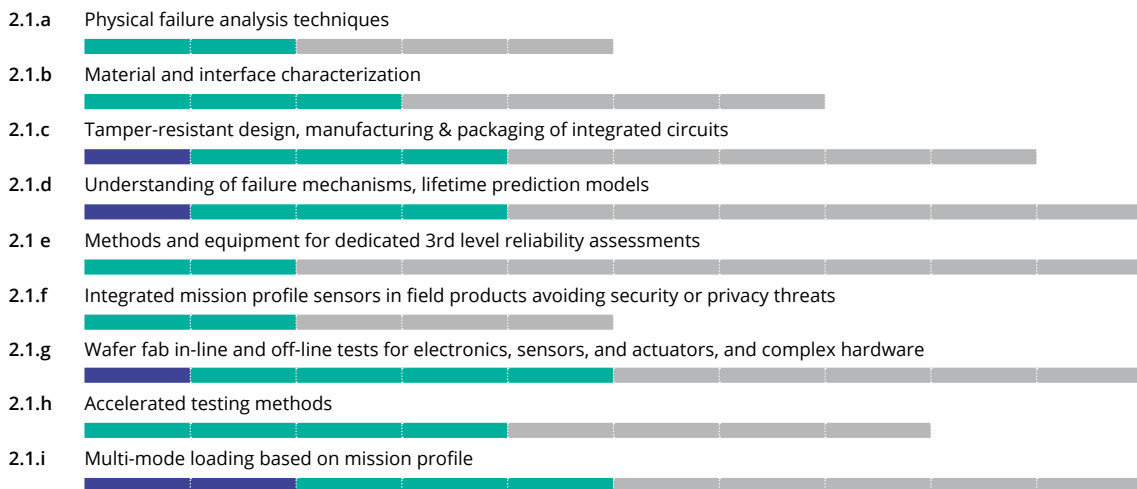 2.1.a Physical failure analysis techniques
2.1.b Material and interface characterization
2.1.c Tamper-resistant design, manufacturing & packaging of integrated circuits
2.1.d Understanding of failure mechanisms, lifetime prediction models
2.1 e Methods and equipment for dedicated 3rd level reliability assessments
2.1.f Integrated mission profile sensors in field products avoiding security or privacy threats
2.1.g Wafer fab in-line and off-line tests for electronics, sensors, and actuators, and complex hardware
2.1.h Accelerated testing methods
2.1.i Multi-mode loading based on mission profile